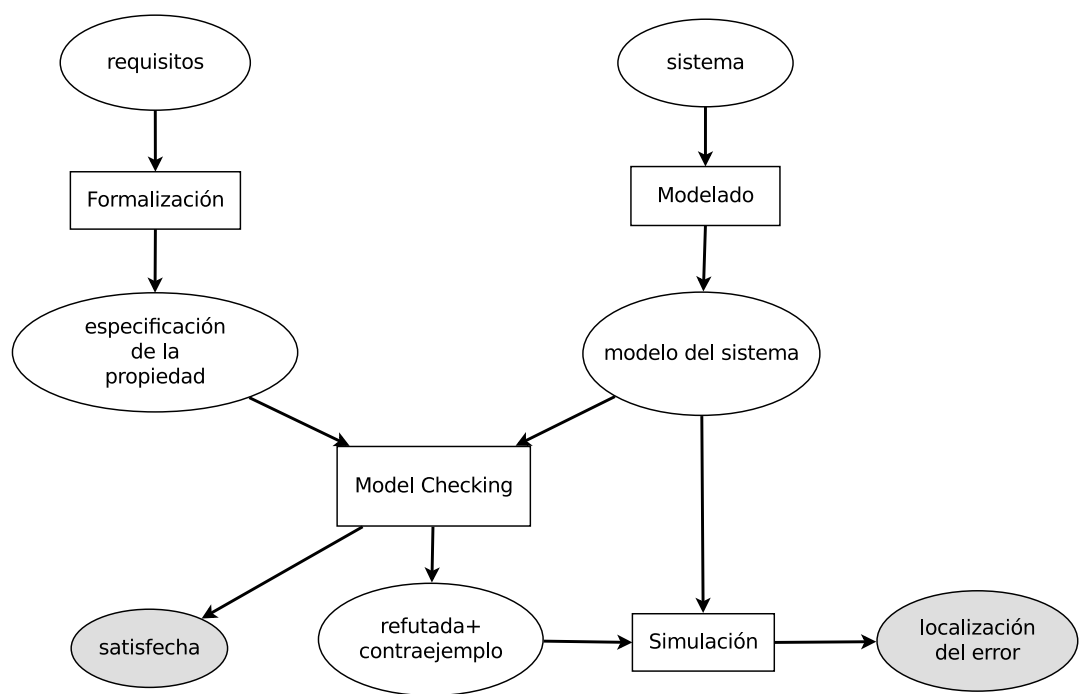 requisitos
sistema
Formalización
Modelado
especificación
de la
propiedad
modelo del sistema
Model Checking
satisfecha
refutada+
contraejemplo
Simulación
localización
del error